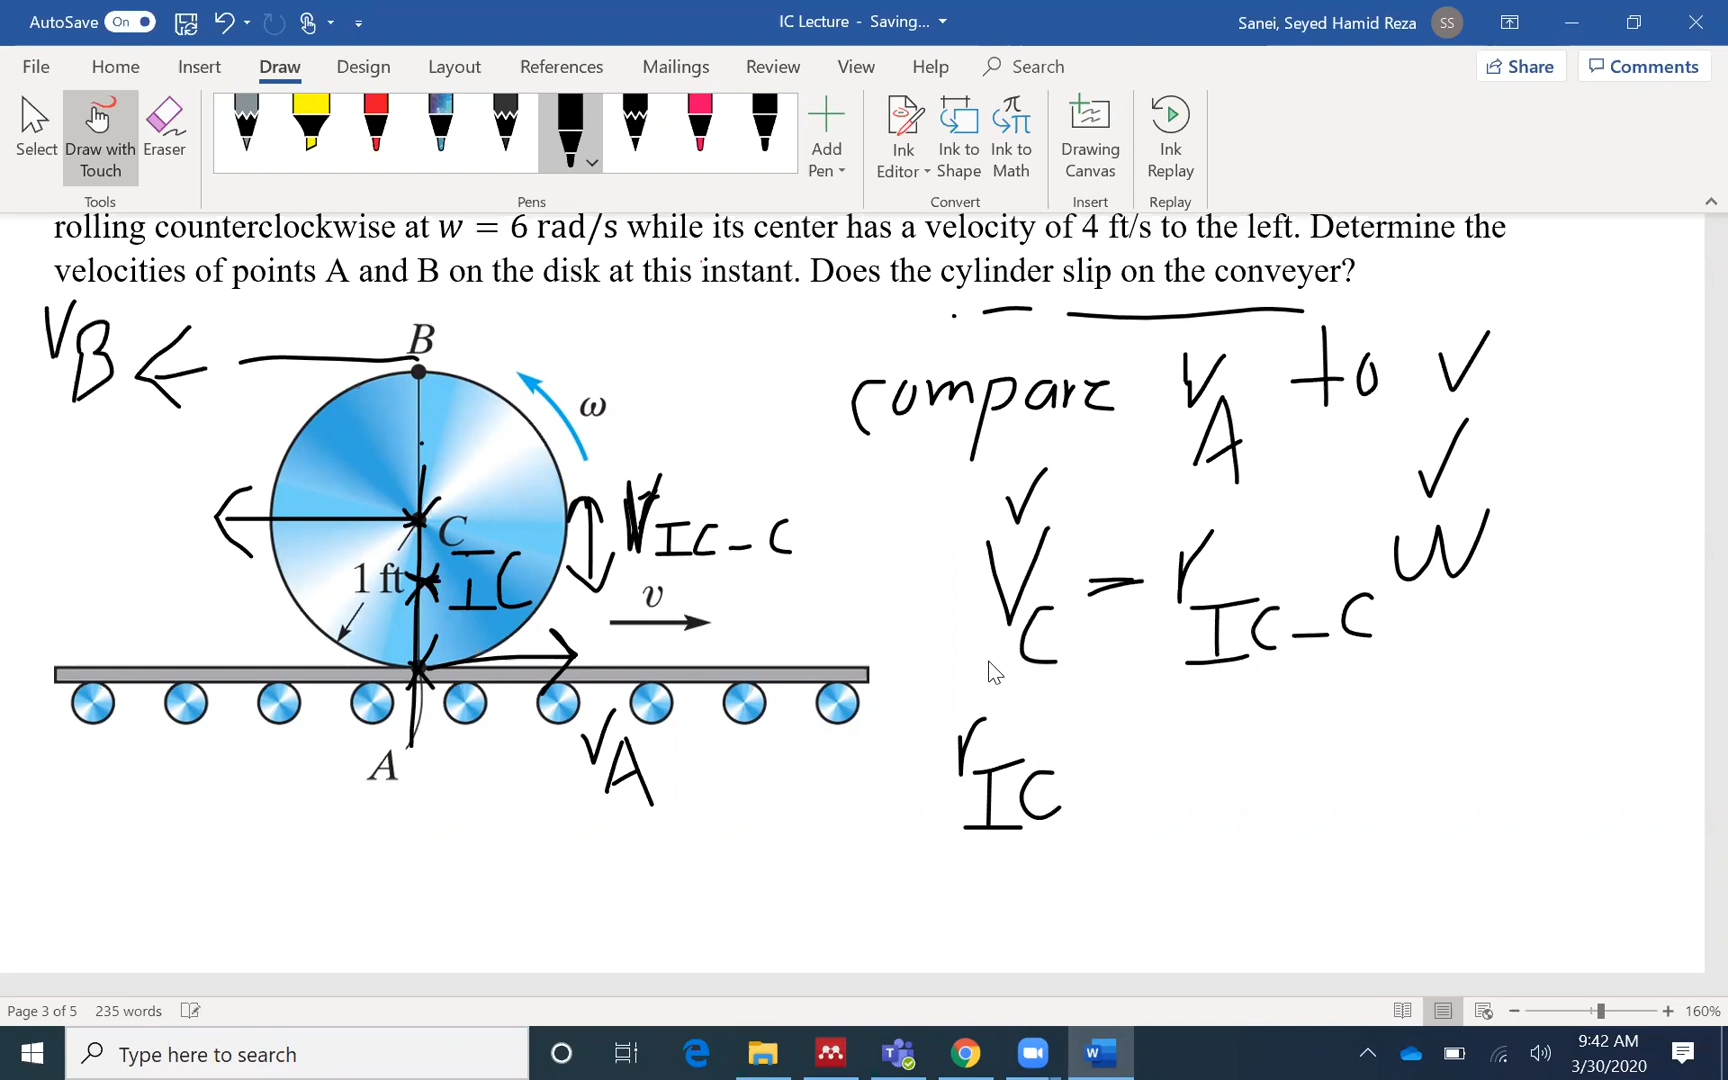 AutoSave On
IC Lecture - Saving...
Sanei, Seyed Hamid Reza SS
File Home Insert Draw Design Layout References Mailings Review View Help Search Share Comments
Select
Draw with Touch
Eraser
Add Pen
Ink Editor
Ink to Shape
Ink to Math
Drawing Canvas
Ink Replay
Tools Pens Convert Insert Replay
rolling counterclockwise at w = 6 rad/s while its center has a velocity of 4 ft/s to the left. Determine the
velocities of points A and B on the disk at this instant. Does the cylinder slip on the conveyer?
VB
B
ω
compare VA to V
C
IC
1 ft
rIC-C
v
VC = rIC-C W
A
VA
rIC
Page 3 of 5 235 words 160%
Type here to search
9:42 AM
3/30/2020